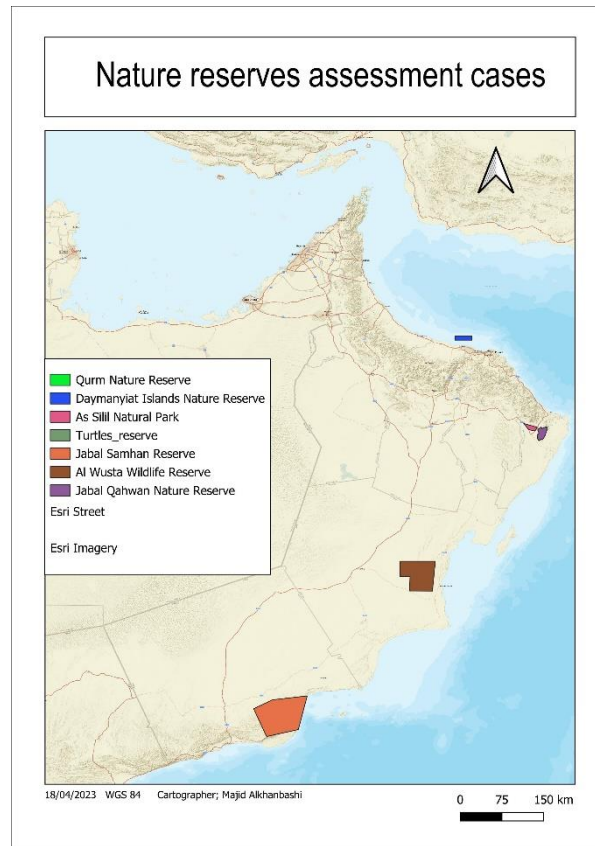 Nature reserves assessment cases
Qurm Nature Reserve
Daymanyiat Islands Nature Reserve
As Silil Natural Park
Turtles_reserve
Jabal Samhan Reserve
Al Wusta Wildlife Reserve
Jabal Qahwan Nature Reserve
Esri Street
Esri Imagery
18/04/2023 WGS 84 Cartographer; Majid Alkhanbashi
0 75 150 km